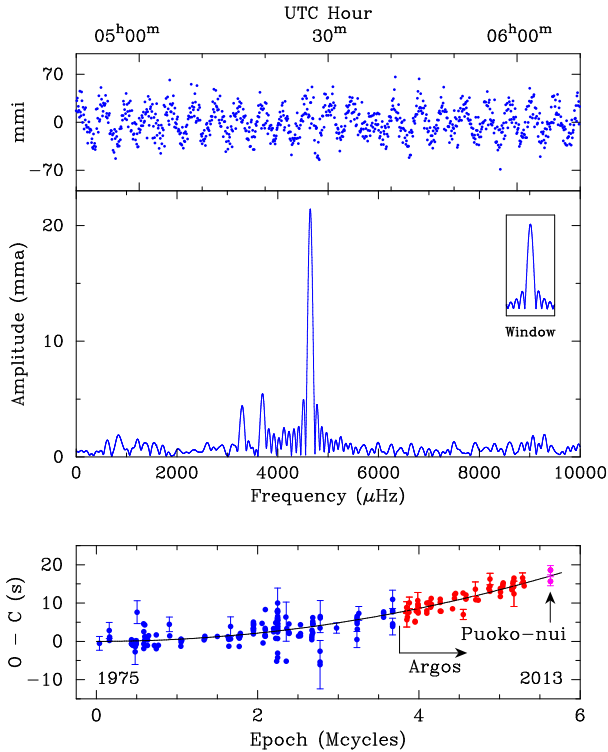 UTC Hour
05ʰ00ᵐ 30ᵐ 06ʰ00ᵐ
70
0
−70
mmi
20
10
0
Amplitude (mma)
Window
0 2000 4000 6000 8000 10000
Frequency (μHz)
20
10
0
−10
O − C (s)
Puoko-nui
Argos
1975 2013
0 2 4 6
Epoch (Mcycles)